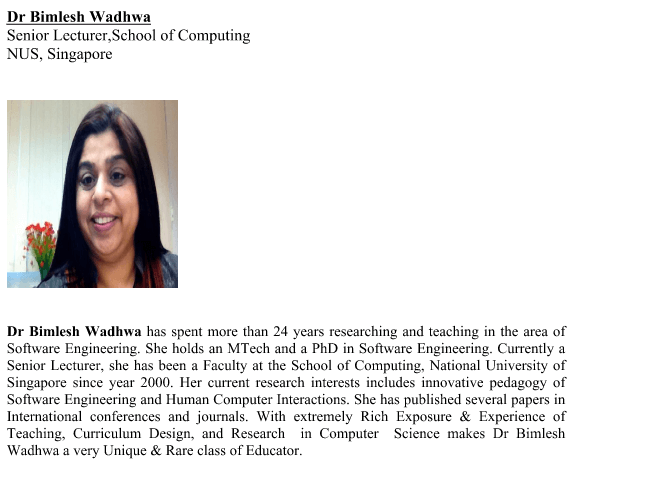 Dr Bimlesh Wadhwa
Senior Lecturer,School of Computing
NUS, Singapore
Dr Bimlesh Wadhwa has spent more than 24 years researching and teaching in the area of
Software Engineering. She holds an MTech and a PhD in Software Engineering. Currently a
Senior Lecturer, she has been a Faculty at the School of Computing, National University of
Singapore since year 2000. Her current research interests includes innovative pedagogy of
Software Engineering and Human Computer Interactions. She has published several papers in
International conferences and journals. With extremely Rich Exposure & Experience of
Teaching, Curriculum Design, and Research  in Computer  Science makes Dr Bimlesh
Wadhwa a very Unique & Rare class of Educator.